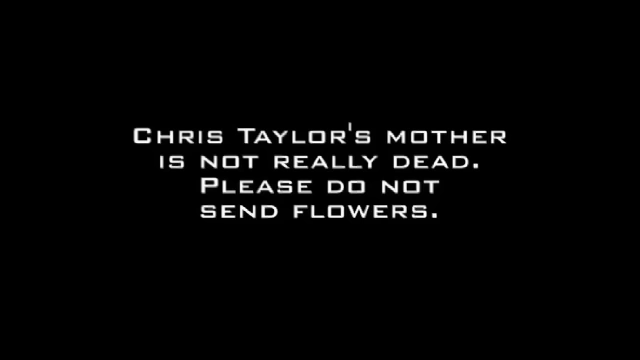 Chris Taylor's mother
is not really dead.
Please do not
send flowers.